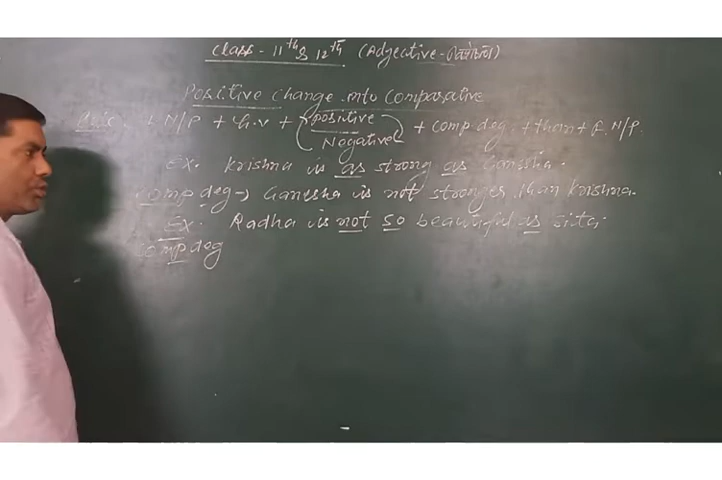 Class - 11th & 12th (Adjective - विशेषण)
Positive Change into Comparative
Rule: L N/P + H.V + (Positive
Negative) + Comp deg. + than + F. N/P.
Ex. Krishna is as strong as Ganesha.
Comp deg → Ganesha is not stronger than Krishna.
Ex. Radha is not so beautiful as Sita.
Comp deg